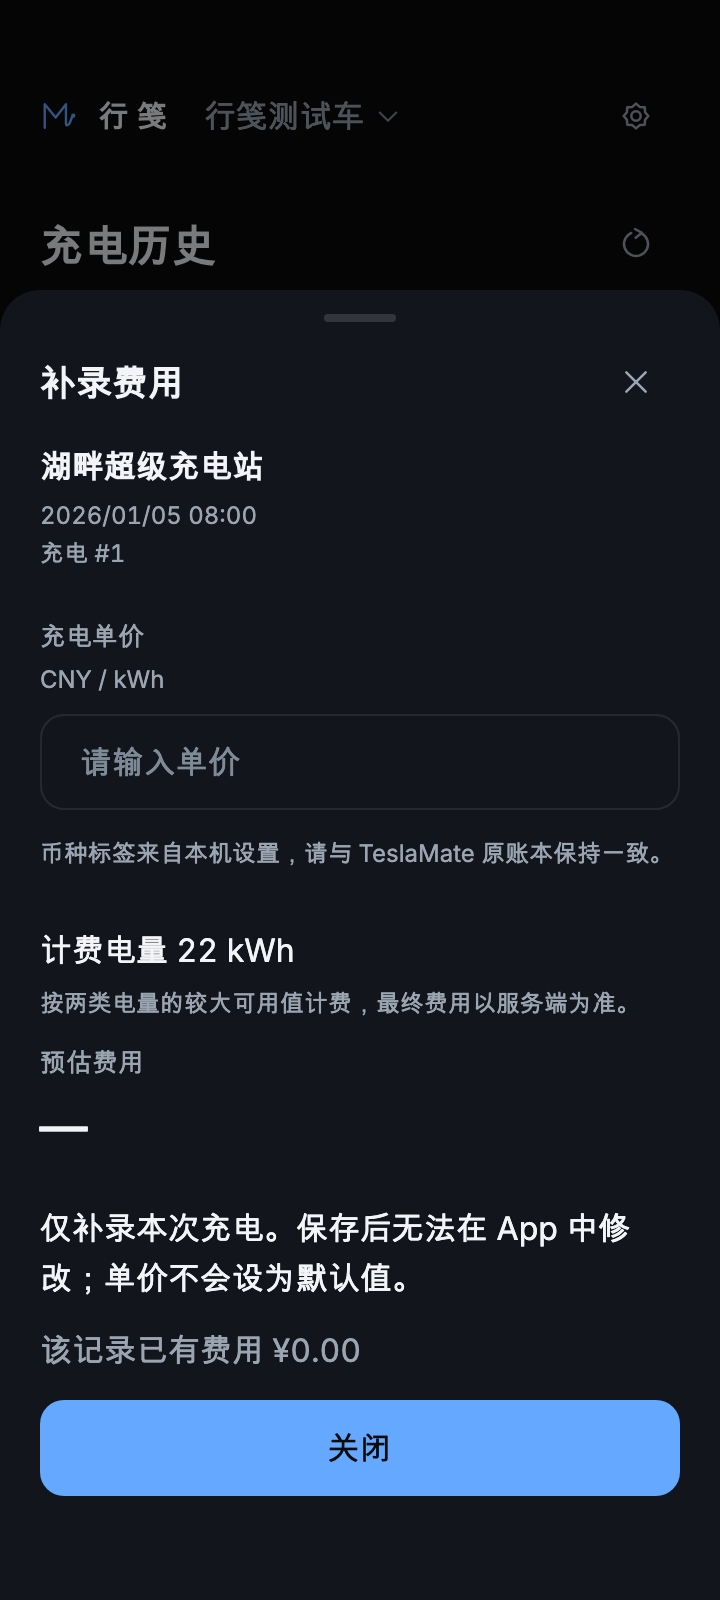 行笺 行笺测试车
充电历史
补录费用
湖畔超级充电站
2026/01/05 08:00
充电 #1
充电单价
CNY / kWh
请输入单价
币种标签来自本机设置，请与 TeslaMate 原账本保持一致。
计费电量 22 kWh
按两类电量的较大可用值计费，最终费用以服务端为准。
预估费用
—
仅补录本次充电。保存后无法在 App 中修
改；单价不会设为默认值。
该记录已有费用 ¥0.00
关闭